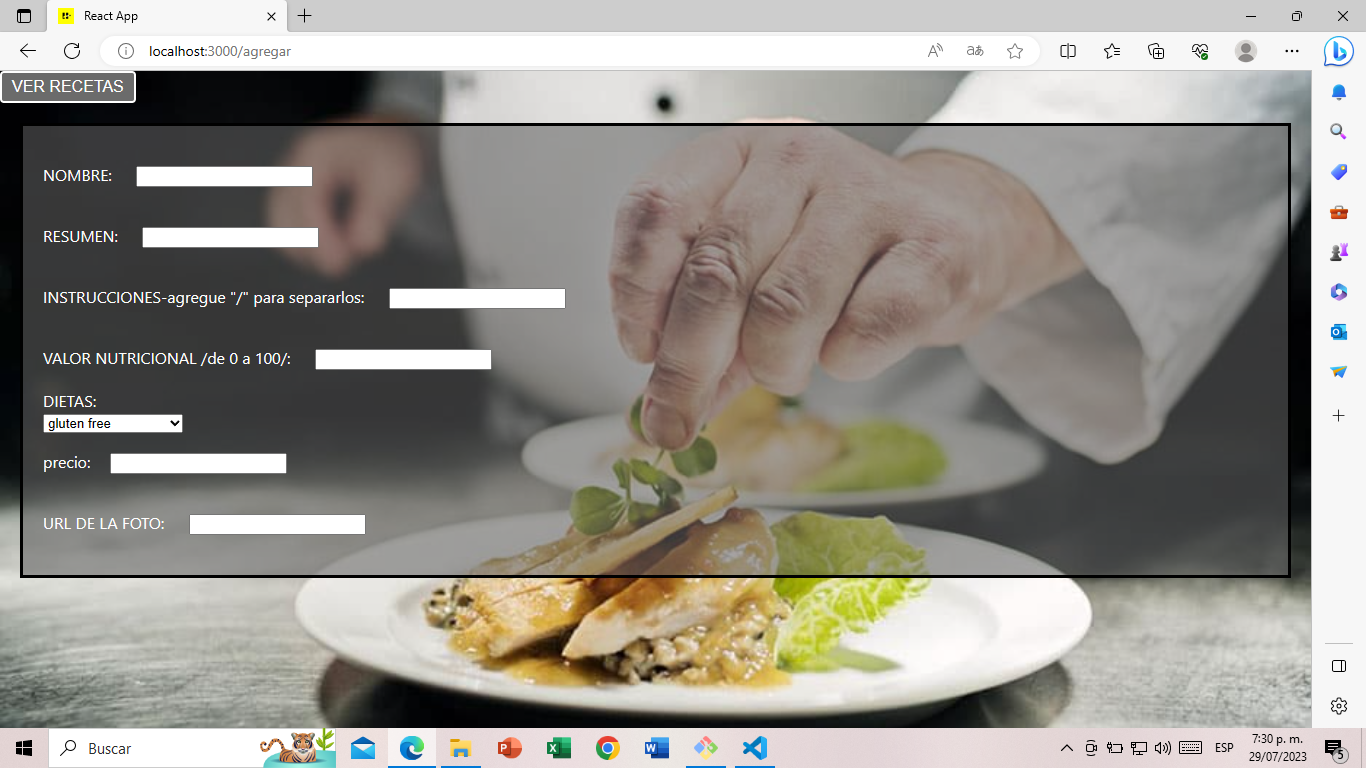 React App
localhost:3000/agregar
VER RECETAS
NOMBRE:
RESUMEN:
INSTRUCCIONES-agregue "/" para separarlos:
VALOR NUTRICIONAL /de 0 a 100/:
DIETAS:
gluten free
precio:
URL DE LA FOTO:
Buscar
ESP
7:30 p. m.
29/07/2023
5